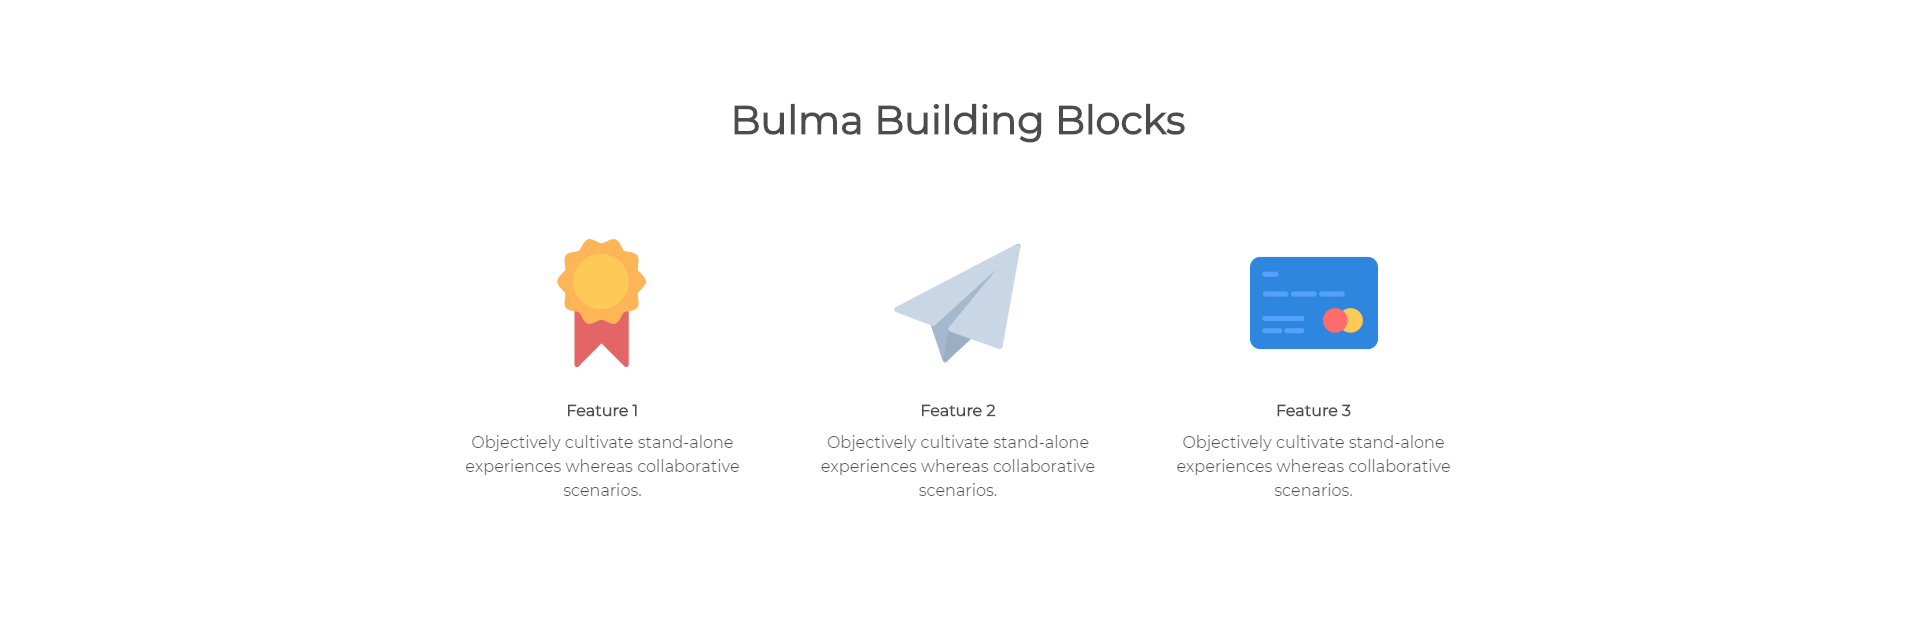 Bulma Building Blocks
Feature 1
Objectively cultivate stand-alone
experiences whereas collaborative
scenarios.
Feature 2
Objectively cultivate stand-alone
experiences whereas collaborative
scenarios.
Feature 3
Objectively cultivate stand-alone
experiences whereas collaborative
scenarios.